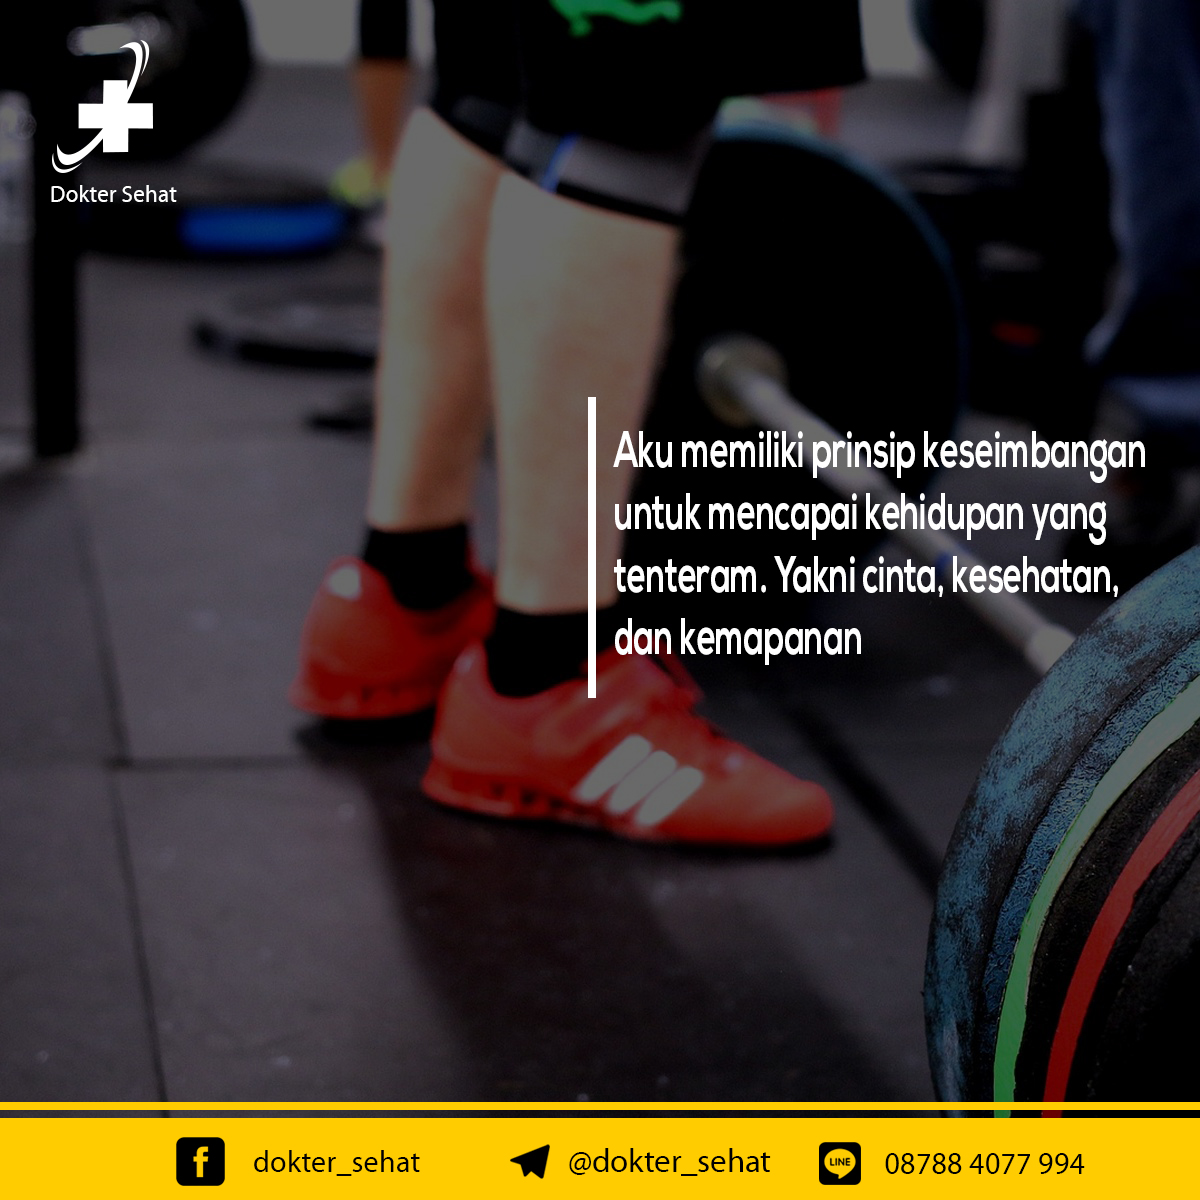 Dokter Sehat
Aku memiliki prinsip keseimbangan
untuk mencapai kehidupan yang
tenteram. Yakni cinta, kesehatan,
dan kemapanan
dokter_sehat
@dokter_sehat
LINE
08788 4077 994